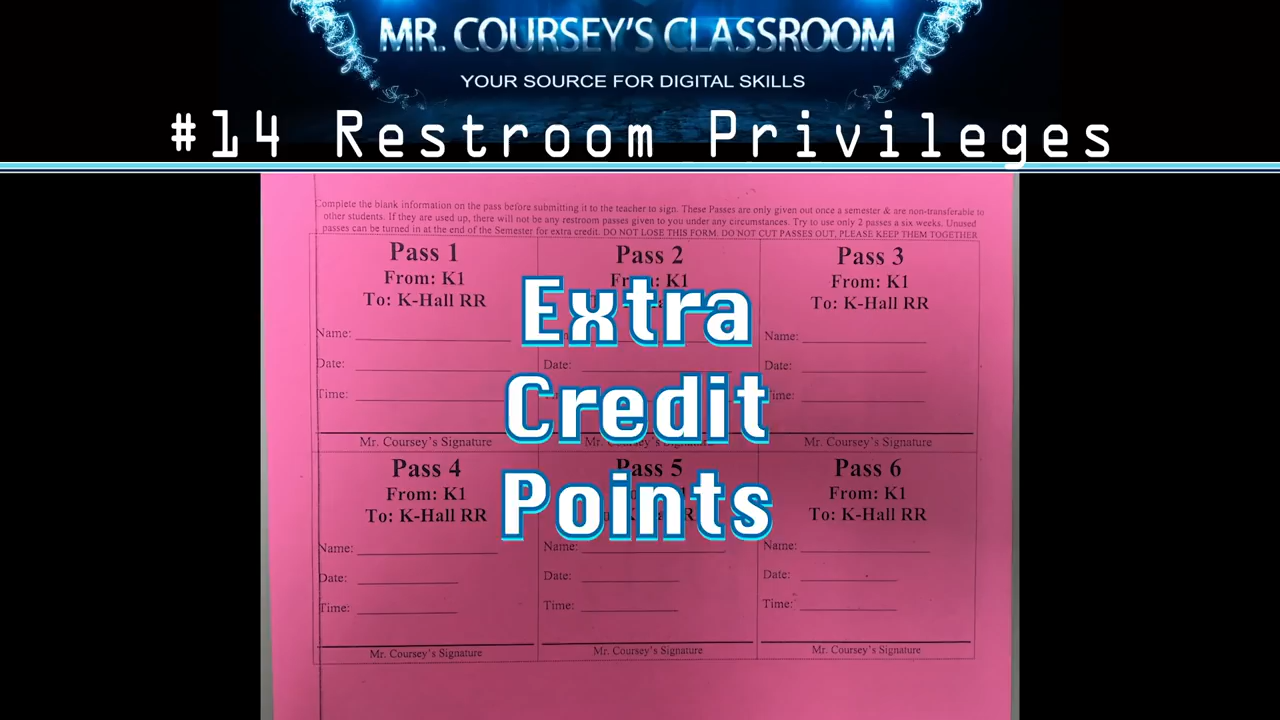 MR. COURSEY'S CLASSROOM
YOUR SOURCE FOR DIGITAL SKILLS
#14 Restroom Privileges
Complete the blank information on the pass before submitting it to the teacher to sign. These Passes are only given out once a semester & are non-transferable to
other students. If they are used up, there will not be any restroom passes given to you under any circumstances. Try to use only 2 passes a six weeks. Unused
passes can be turned in at the end of the Semester for extra credit. DO NOT LOSE THIS FORM. DO NOT CUT PASSES OUT, PLEASE KEEP THEM TOGETHER
Pass 1
From: K1
To: K-Hall RR
Name:
Date:
Time:
Mr. Coursey's Signature
Pass 2
From: K1
Date:
Mr. Coursey's Signature
Pass 3
From: K1
To: K-Hall RR
Name:
Date:
Time:
Mr. Coursey's Signature
Extra
Credit
Points
Pass 4
From: K1
To: K-Hall RR
Name:
Date:
Time:
Mr. Coursey's Signature
Pass 5
Name:
Date:
Time:
Mr. Coursey's Signature
Pass 6
From: K1
To: K-Hall RR
Name:
Date:
Time:
Mr. Coursey's Signature